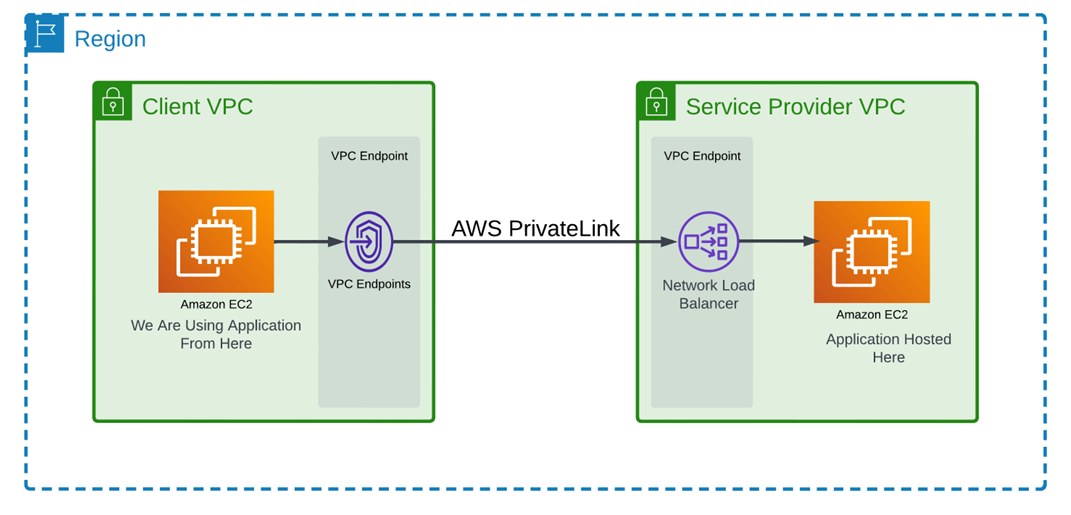 Region
Client VPC
VPC Endpoint
VPC Endpoints
Amazon EC2
We Are Using Application
From Here
AWS PrivateLink
Service Provider VPC
VPC Endpoint
Network Load
Balancer
Amazon EC2
Application Hosted
Here